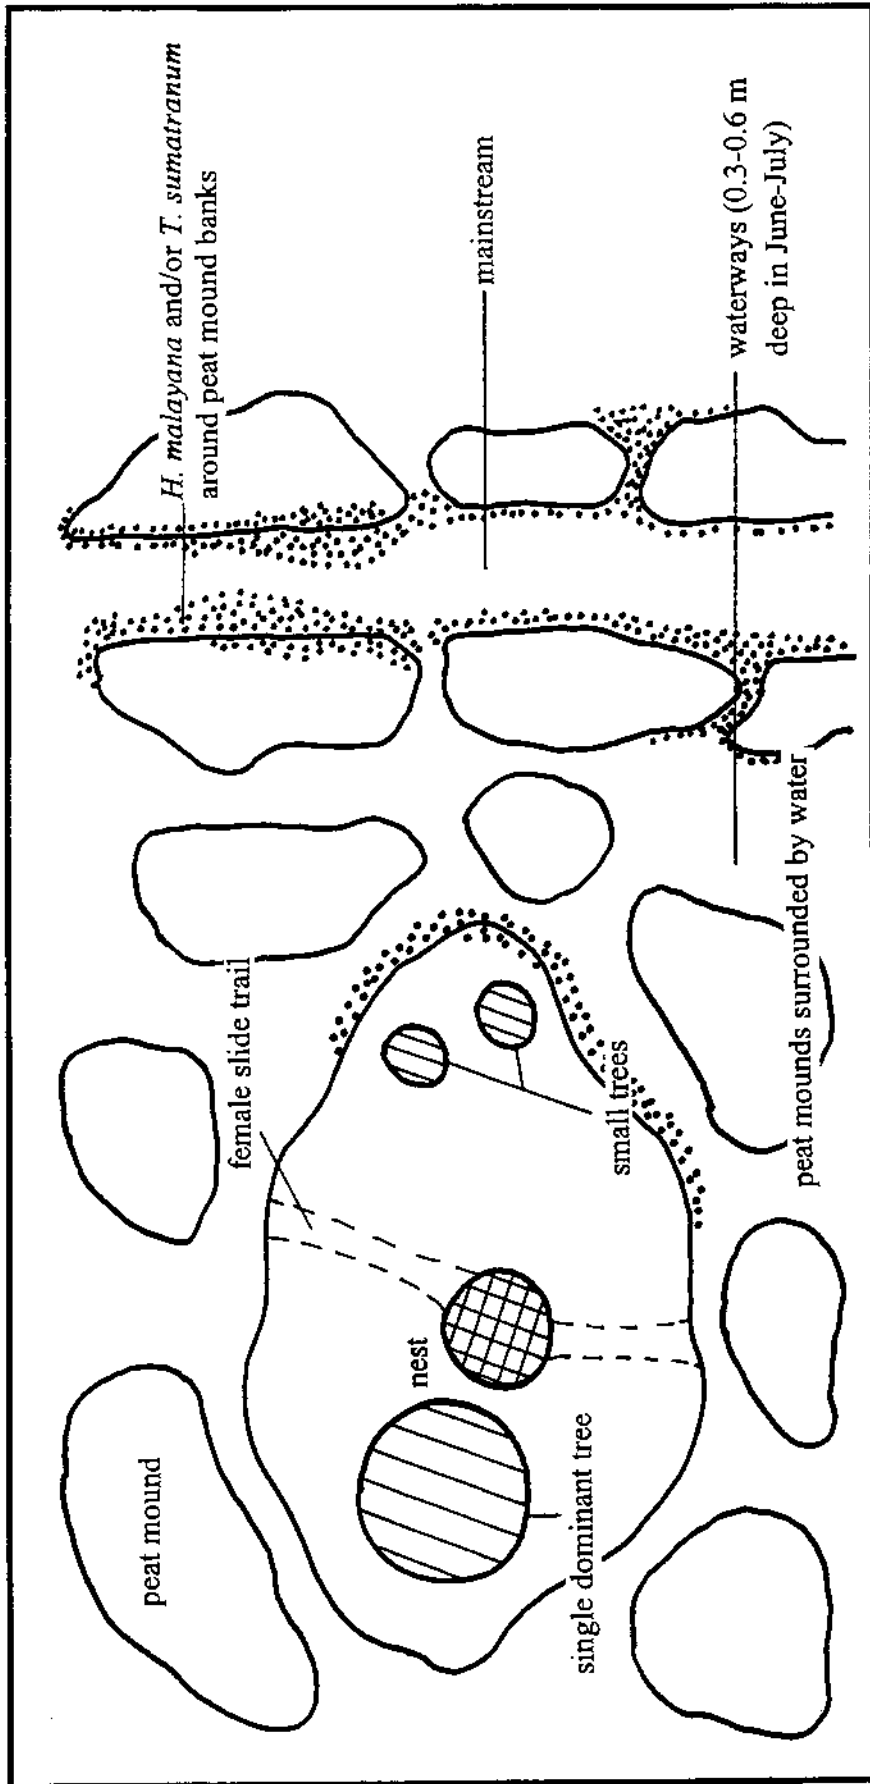 H. malayana and/or T. sumatranum
around peat mound banks
mainstream
waterways (0.3-0.6 m
deep in June-July)
female slide trail
small trees
peat mounds surrounded by water
nest
peat mound
single dominant tree